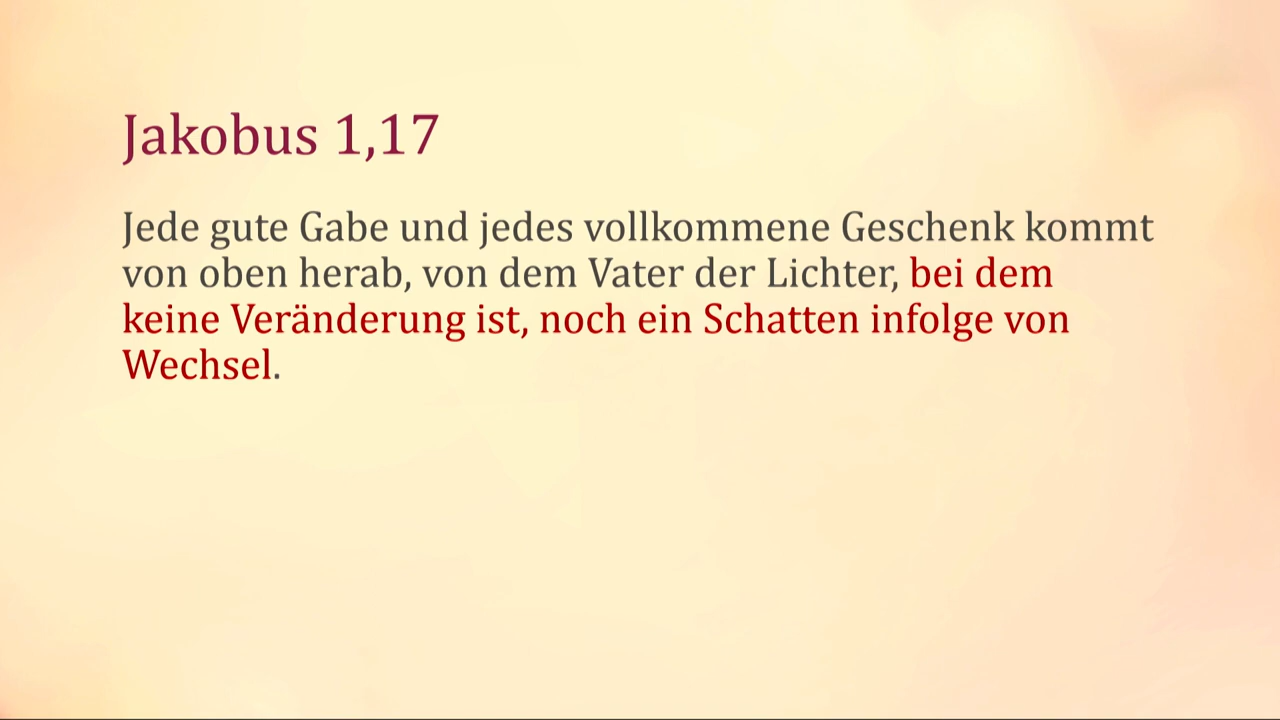 Jakobus 1,17
Jede gute Gabe und jedes vollkommene Geschenk kommt
von oben herab, von dem Vater der Lichter, bei dem
keine Veränderung ist, noch ein Schatten infolge von
Wechsel.